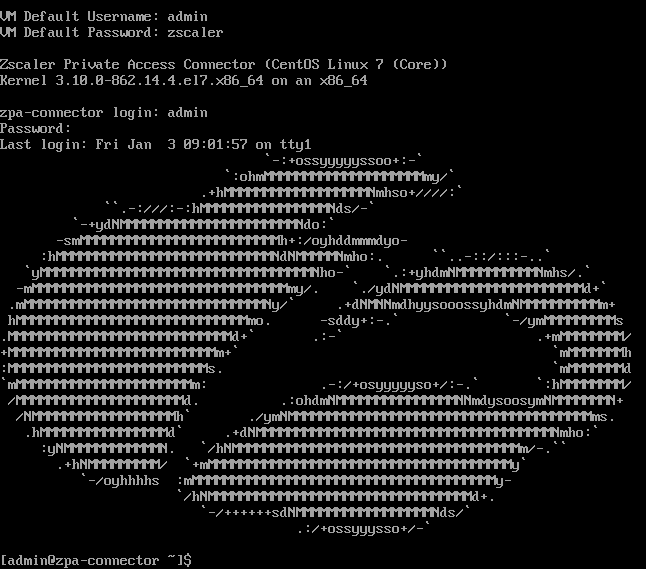 VM Default Username: admin
VM Default Password: zscaler
Zscaler Private Access Connector (CentOS Linux 7 (Core))
Kernel 3.10.0-862.14.4.el7.x86_64 on an x86_64
zpa-connector login: admin
Password:
Last login: Fri Jan  3 09:01:57 on tty1
[admin@zpa-connector ~]$